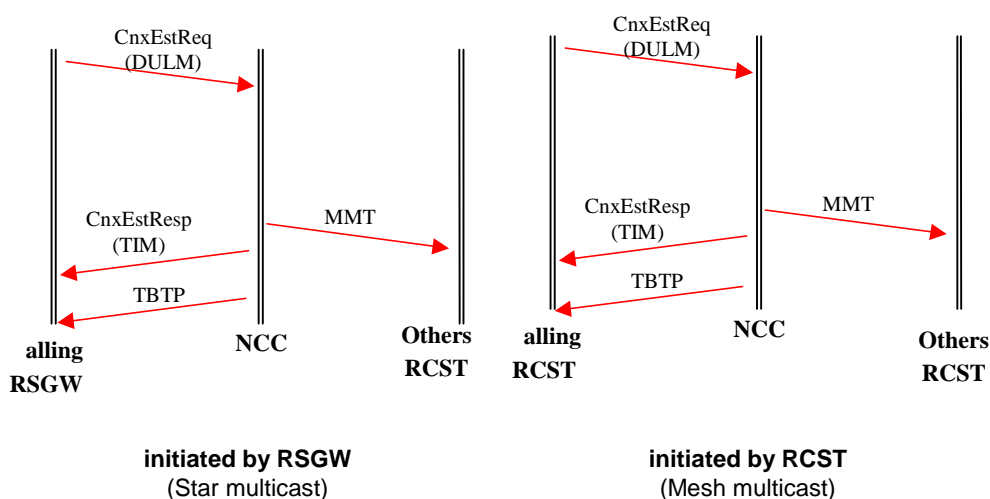 CnxEstReq
(DULM)
CnxEstResp
(TIM)
MMT
TBTP
alling
RSGW
NCC
Others
RCST
initiated by RSGW
(Star multicast)
CnxEstReq
(DULM)
CnxEstResp
(TIM)
MMT
TBTP
alling
RCST
NCC
Others
RCST
initiated by RCST
(Mesh multicast)